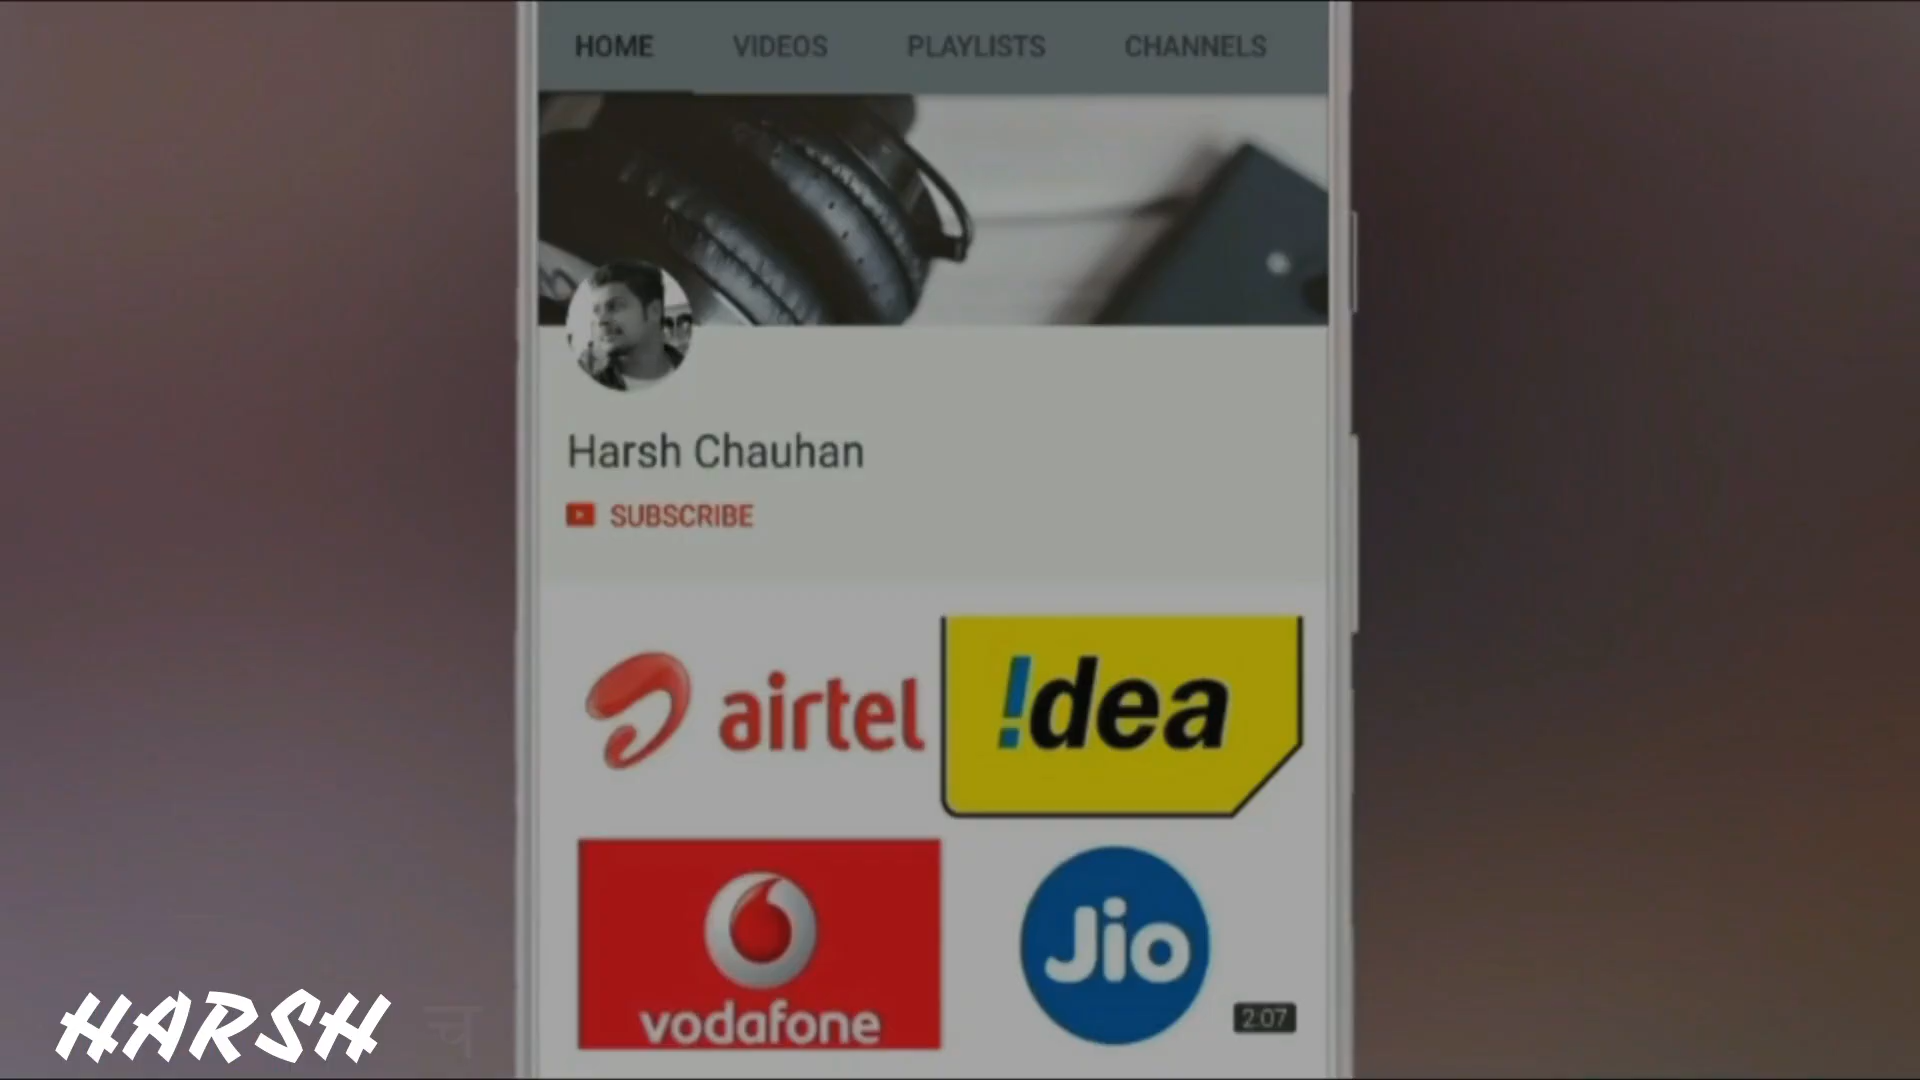 HOME VIDEOS PLAYLISTS CHANNELS
Harsh Chauhan
SUBSCRIBE
airtel !dea
vodafone Jio
2:07
HARSH च